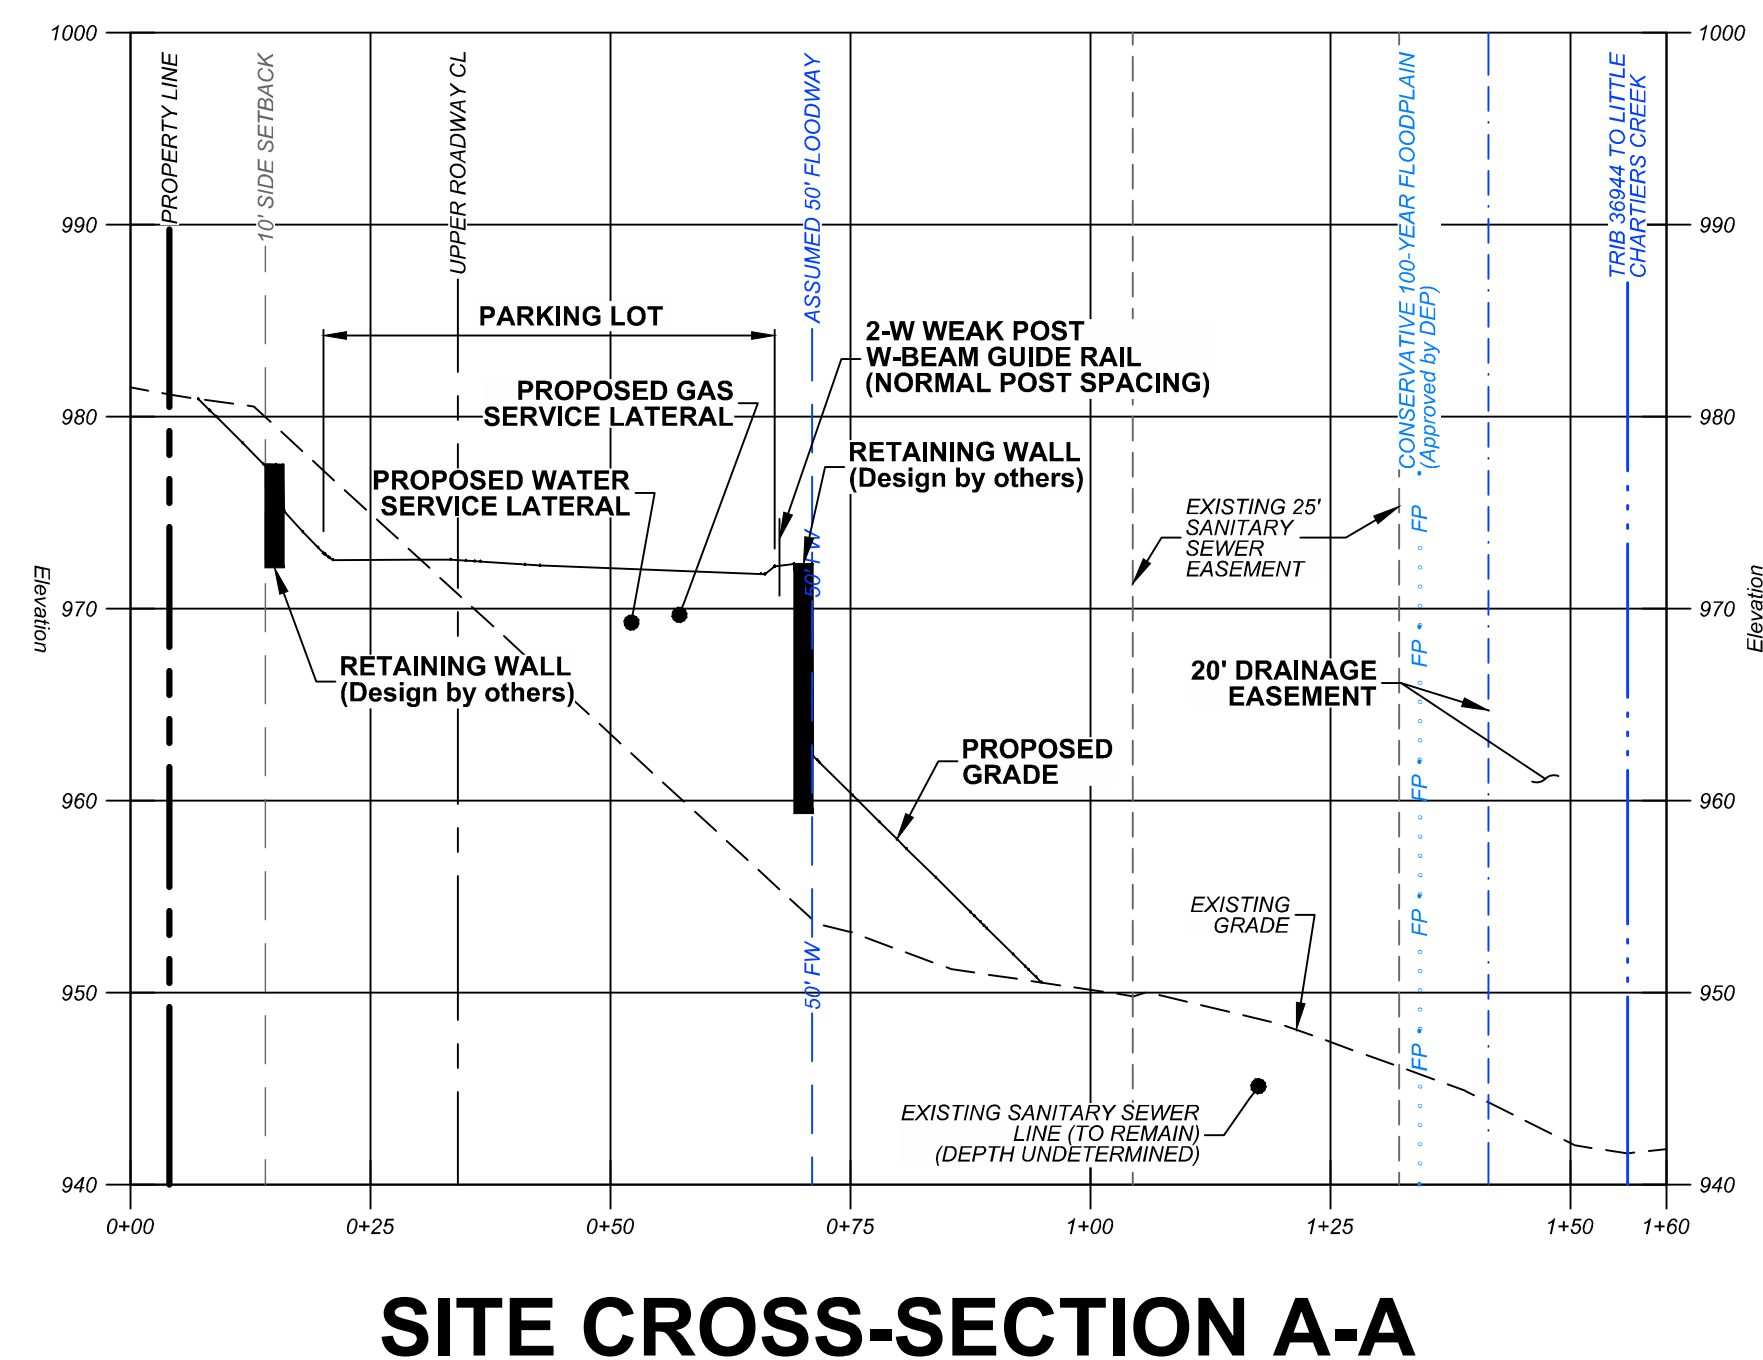 1000
1000
PROPERTY LINE
10' SIDE SETBACK
UPPER ROADWAY CL
ASSUMED 50' FLOODWAY
CONSERVATIVE 100-YEAR FLOODPLAIN
(Approved by DEP)
TRIB 36944 TO LITTLE
CHARTIERS CREEK
990
990
PARKING LOT
2-W WEAK POST
W-BEAM GUIDE RAIL
(NORMAL POST SPACING)
PROPOSED GAS
SERVICE LATERAL
980
980
RETAINING WALL
(Design by others)
PROPOSED WATER
SERVICE LATERAL
EXISTING 25'
SANITARY
SEWER
EASEMENT
50' FW
FP
Elevation
970
970
Elevation
RETAINING WALL
(Design by others)
FP
20' DRAINAGE
EASEMENT
PROPOSED
GRADE
960
FP
960
EXISTING
GRADE
FP
50' FW
950
950
FP
EXISTING SANITARY SEWER
LINE (TO REMAIN)
(DEPTH UNDETERMINED)
940
940
0+00
0+25
0+50
0+75
1+00
1+25
1+50
1+60
SITE CROSS-SECTION A-A